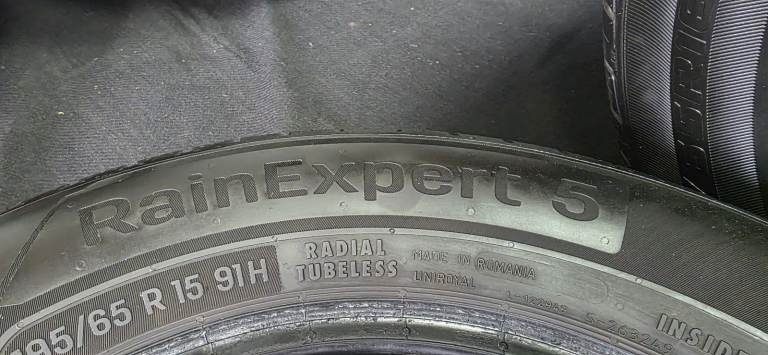 RainExpert 5
195/65 R 15 91H
RADIAL
TUBELESS
MADE IN ROMANIA
UNIROYAL
INSIDE